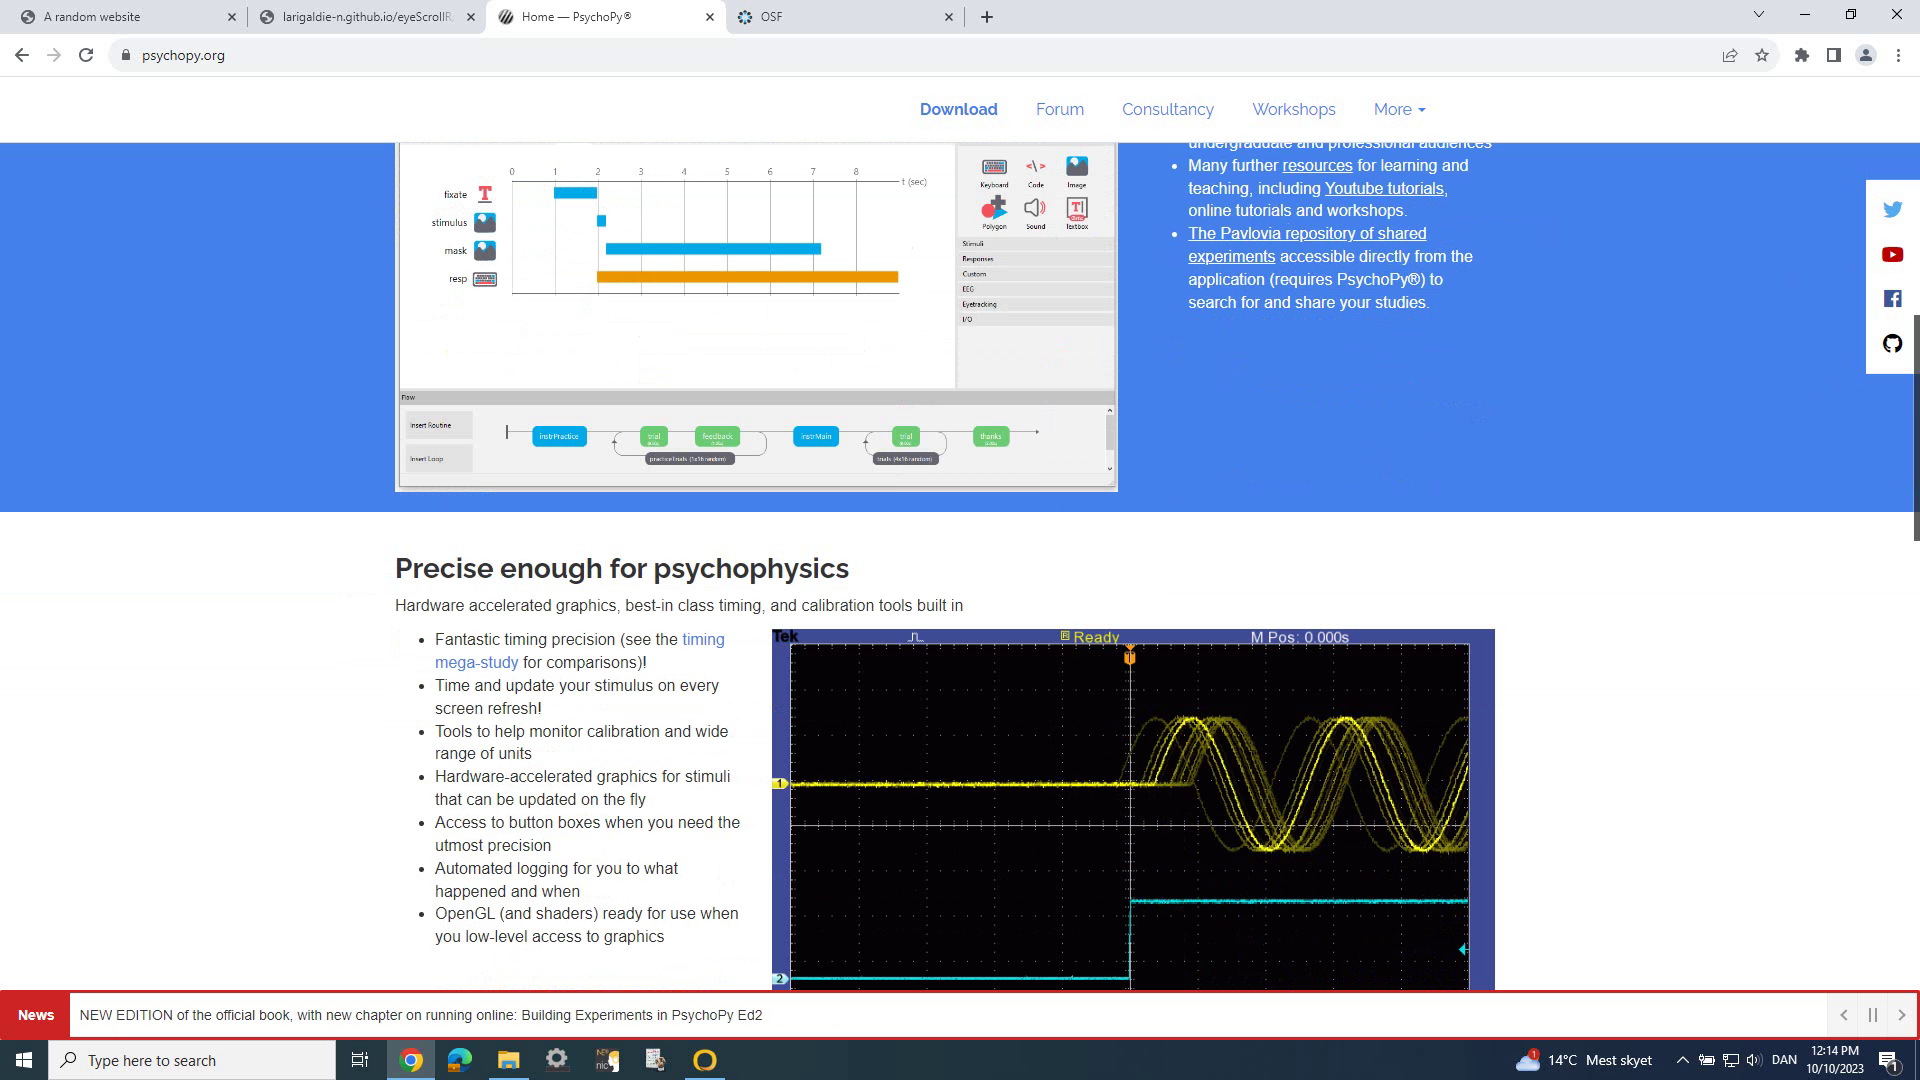 A random website
larigaldie-n.github.io/eyeScrollR
Home — PsychoPy®
OSF
psychopy.org
Download
Forum
Consultancy
Workshops
More
0 1 2 3 4 5 6 7 8
t (sec)
fixate
stimulus
mask
resp
Keyboard
Code
Image
Polygon
Sound
Textbox
Stimuli
Responses
Custom
EEG
Eyetracking
I/O
Flow
Insert Routine
Insert Loop
instrPractice
trial
feedback
instrMain
trial
thanks
practiceTrials (1x16 random)
trials (4x16 random)
undergraduate and professional audiences
Many further resources for learning and
teaching, including Youtube tutorials,
online tutorials and workshops.
The Pavlovia repository of shared
experiments accessible directly from the
application (requires PsychoPy®) to
search for and share your studies.
Precise enough for psychophysics
Hardware accelerated graphics, best-in class timing, and calibration tools built in
Fantastic timing precision (see the timing
mega-study for comparisons)!
Time and update your stimulus on every
screen refresh!
Tools to help monitor calibration and wide
range of units
Hardware-accelerated graphics for stimuli
that can be updated on the fly
Access to button boxes when you need the
utmost precision
Automated logging for you to what
happened and when
OpenGL (and shaders) ready for use when
you low-level access to graphics
Tek
Ready
M Pos: 0.000s
1
2
News
NEW EDITION of the official book, with new chapter on running online: Building Experiments in PsychoPy Ed2
Type here to search
1
14°C Mest skyet
DAN
12:14 PM
10/10/2023
1